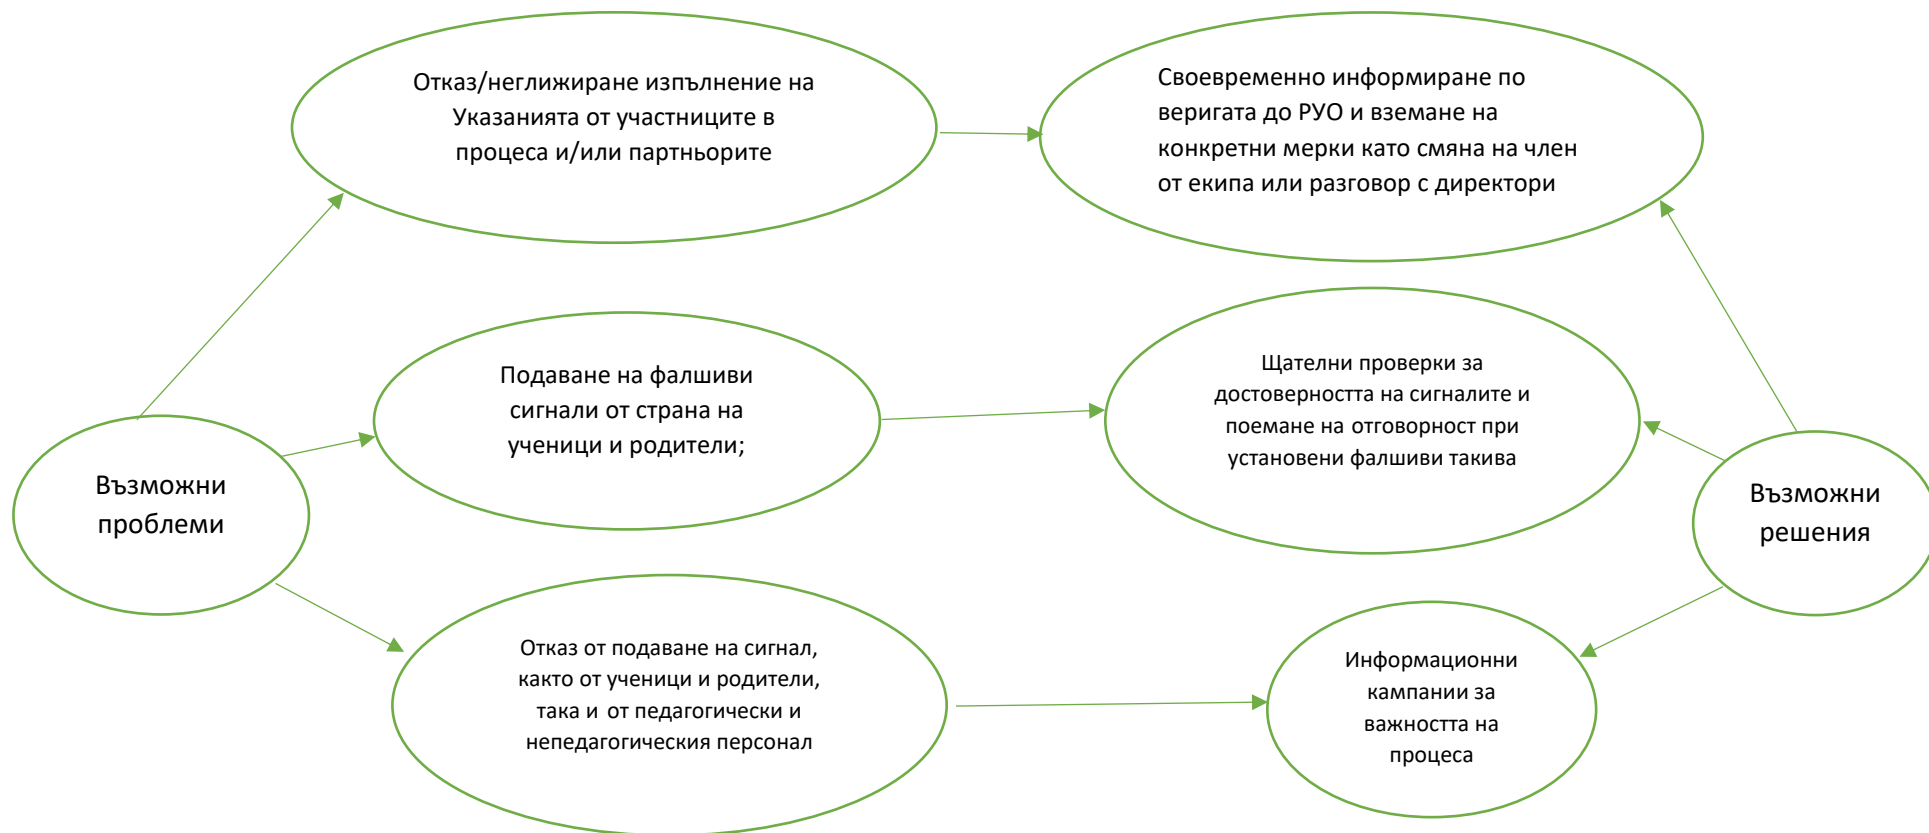 Отказ/неглижиране изпълнение на
Указанията от участниците в
процеса и/или партньорите
Своевременно информиране по
веригата до РУО и вземане на
конкретни мерки като смяна на член
от екипа или разговор с директори
Подаване на фалшиви
сигнали от страна на
ученици и родители;
Щателни проверки за
достоверността на сигналите и
поемане на отговорност при
установени фалшиви такива
Възможни
проблеми
Възможни
решения
Отказ от подаване на сигнал,
както от ученици и родители,
така и от педагогически и
непедагогическия персонал
Информационни
кампании за
важността на
процеса